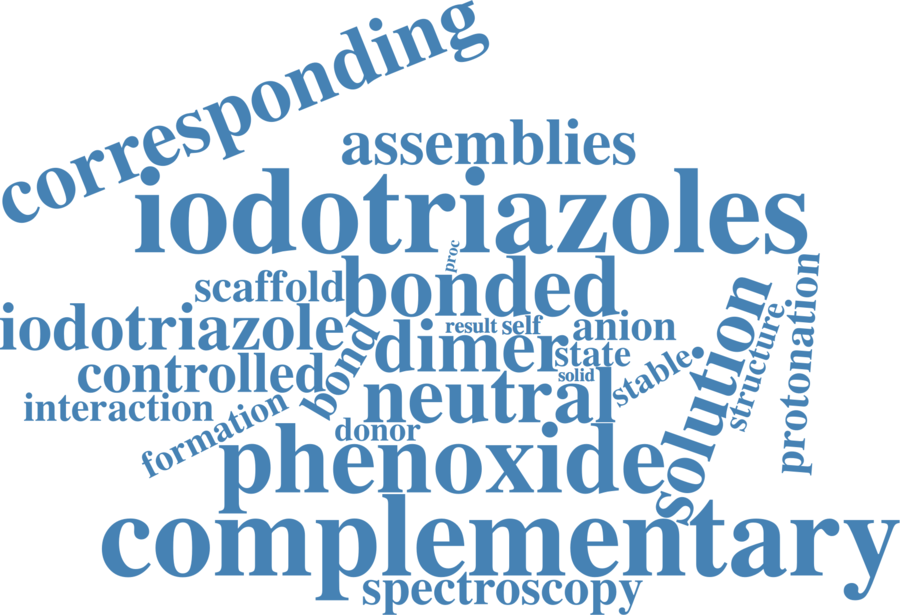 corresponding
assemblies
iodotriazoles
proc
scaffold
bonded
iodotriazole
bond
dimer
result
self
anion
state
solution
structure
protonation
controlled
neutral
solid
stable
interaction
formation
donor
phenoxide
complementary
spectroscopy